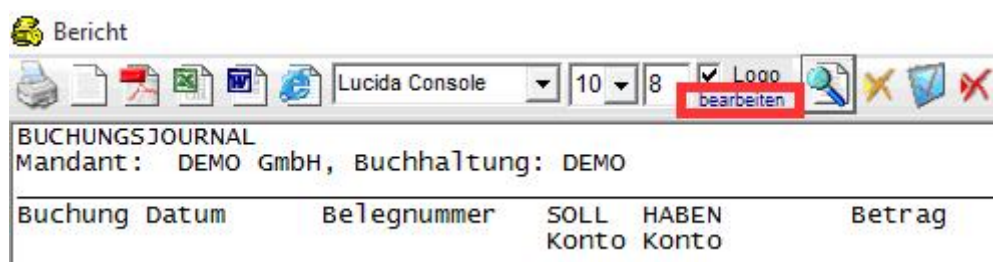 Bericht
Lucida Console 10 8 Logo
bearbeiten
BUCHUNGSJOURNAL
Mandant: DEMO GmbH, Buchhaltung: DEMO
Buchung Datum Belegnummer SOLL HABEN Betrag
Konto Konto